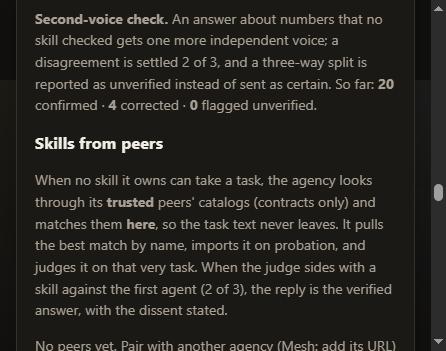 Second-voice check. An answer about numbers that no
skill checked gets one more independent voice; a
disagreement is settled 2 of 3, and a three-way split is
reported as unverified instead of sent as certain. So far: 20
confirmed · 4 corrected · 0 flagged unverified.
Skills from peers
When no skill it owns can take a task, the agency looks
through its trusted peers' catalogs (contracts only) and
matches them here, so the task text never leaves. It pulls
the best match by name, imports it on probation, and
judges it on that very task. When the judge sides with a
skill against the first agent (2 of 3), the reply is the verified
answer, with the dissent stated.
No peers yet. Pair with another agency (Mesh: add its URL)